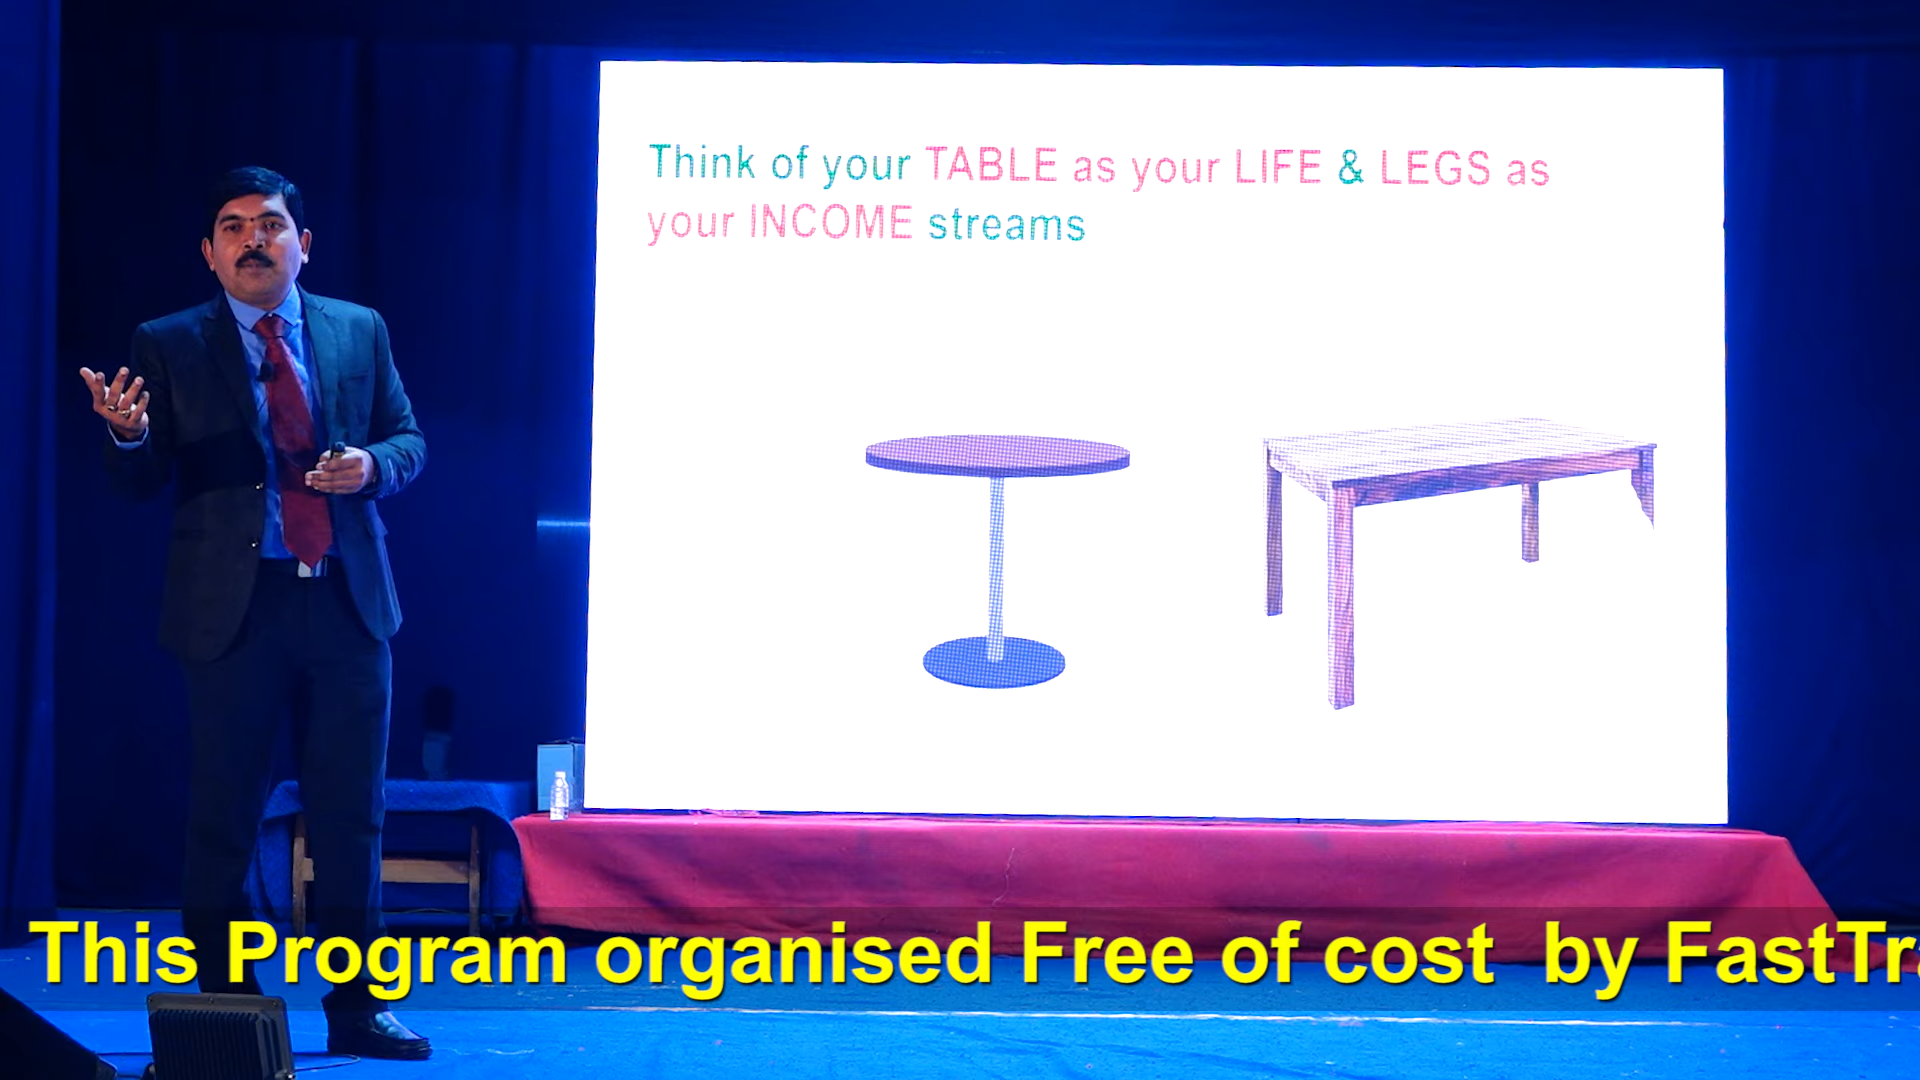 Think of your TABLE as your LIFE & LEGS as
your INCOME streams
This Program organised Free of cost by FastTr